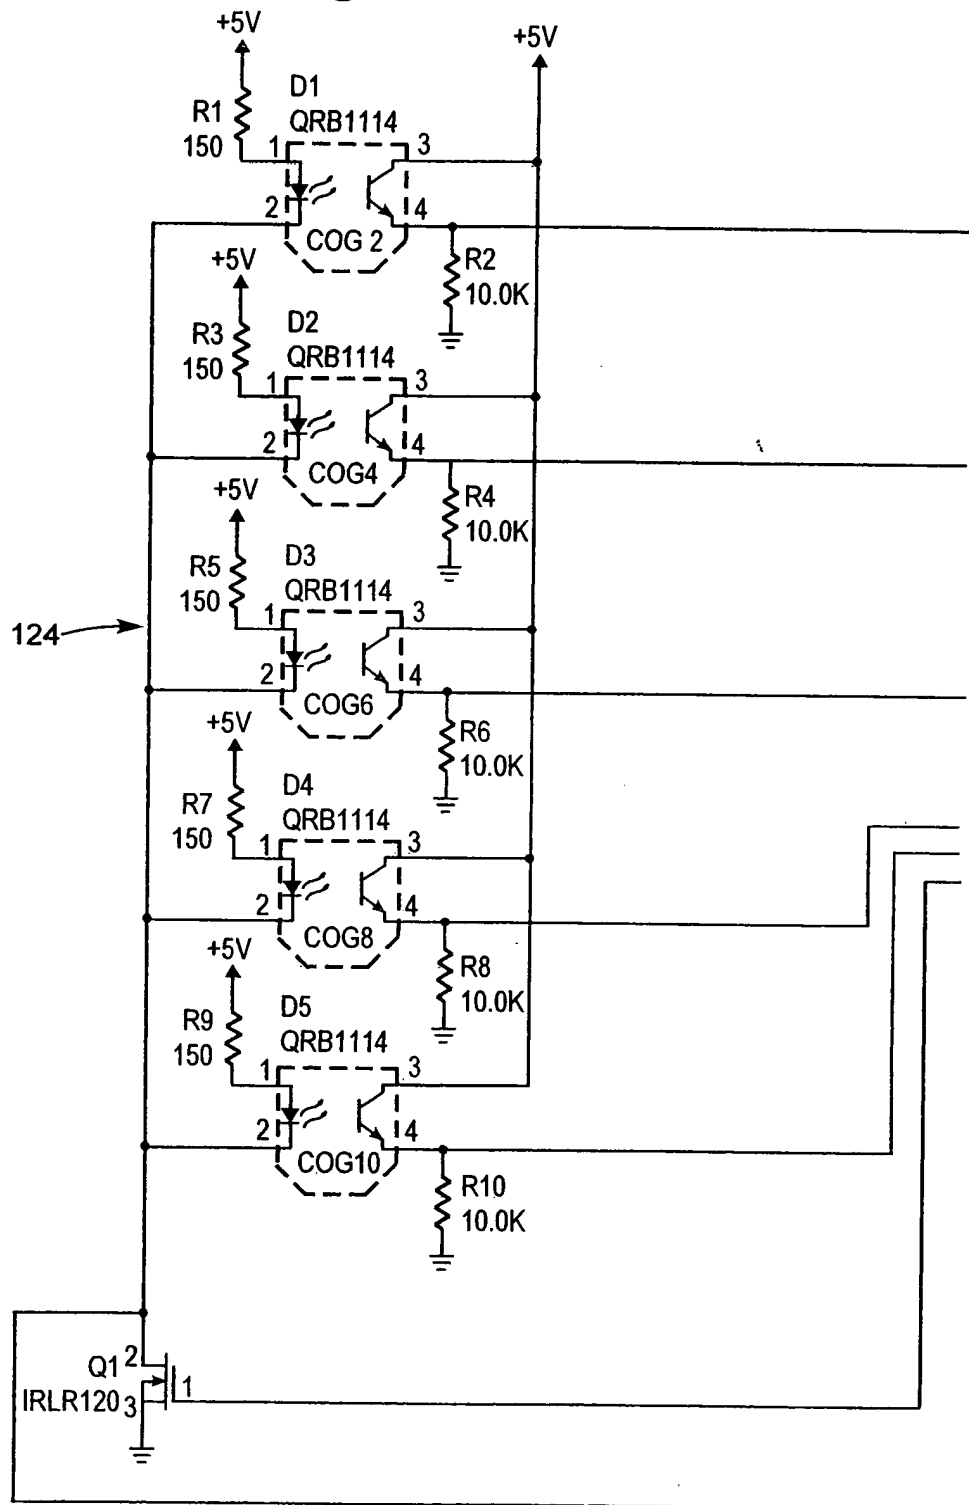 +5V
+5V
D1
QRB1114
R1
150
1
3
2
4
COG 2
R2
10.0K
+5V
D2
QRB1114
R3
150
1
3
2
4
COG4
R4
10.0K
+5V
D3
QRB1114
R5
150
1
3
124
2
4
COG6
R6
10.0K
+5V
D4
QRB1114
R7
150
1
3
2
4
COG8
R8
10.0K
+5V
D5
QRB1114
R9
150
1
3
2
4
COG10
R10
10.0K
Q1
2
1
IRLR120
3